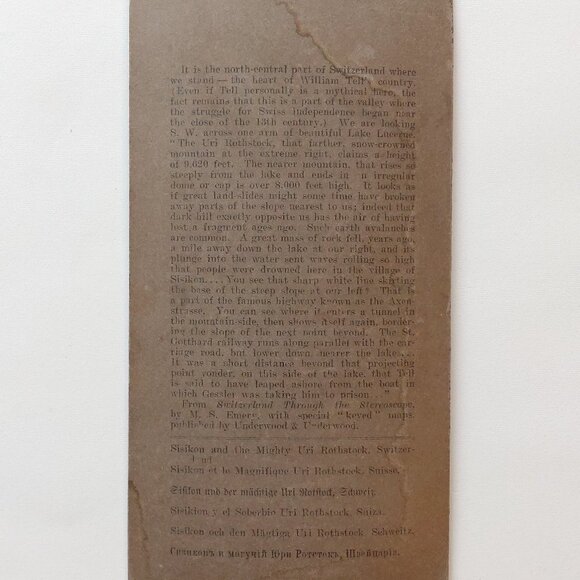 It is the north-central part of Switzerland where
we stand — the heart of William Tell's country.
(Even if Tell personally is a mythical hero, the
fact remains that this is a part of the valley where
the struggle for Swiss independence began near
the close of the 13th century.) We are looking
S. W. across one arm of beautiful Lake Lucerne.
"The Uri Rothstock, that farther, snow-crowned
mountain at the extreme right, claims a height
of 9,620 feet. The nearer mountain, that rises so
steeply from the lake and ends in an irregular
dome or cap is over 8,000 feet high. It looks as
if great land-slides might some time have broken
away parts of the slope nearest to us; indeed that
dark hill exactly opposite us has the air of having
lost a fragment ages ago. Such earth avalanches
are common. A great mass of rock fell, years ago,
a mile away down the lake at our right, and its
plunge into the water sent waves rolling so high
that people were drowned here in the village of
Sisikon.... You see that sharp white line skirting
the base of the steep slope at our left? That is
a part of the famous highway known as the Axen-
strasse. You can see where it enters a tunnel in
the mountain-side, then shows itself again, border-
ing the slope of the next point beyond. The St.
Gotthard railway runs along parallel with the car-
riage road, but lower down, nearer the lake....
It was a short distance beyond that projecting
point yonder, on this side of the lake, that Tell
is said to have leaped ashore from the boat in
which Gessler was taking him to prison. . . "
From Switzerland Through the Stereoscope,
by M. S. Emery, with special "keyed" maps,
published by Underwood & Underwood.
Sisikon and the Mighty Uri Rothstock, Switzer-
land
Sisikon et le Magnifique Uri Rothstock, Suisse.
Sisikon und der mächtige Uri Rotstock, Schweiz
Sisikon y el Soberbio Uri Rothstock, Suiza.
Sisikon och den Mägtiga Uri Rothstock, Schweitz.
Сизиконъ и могучій Юри Ротстокъ, Швейцарія.